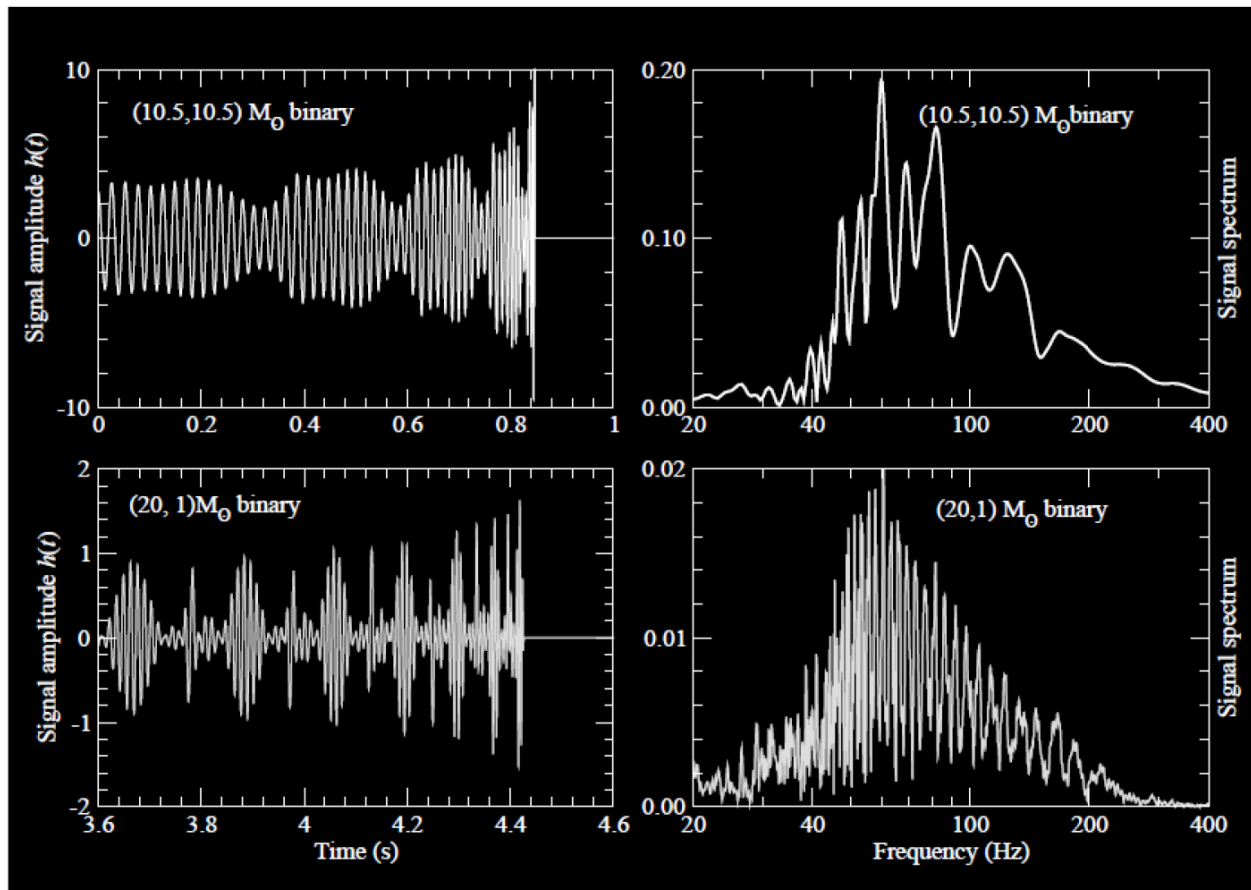 10
(10.5,10.5) M⊙ binary
0
-10
0 0.2 0.4 0.6 0.8 1
Signal amplitude h(t)
0.20
(10.5,10.5) M⊙ binary
0.10
0.00
20 40 100 200 400
Signal spectrum
2
(20, 1)M⊙ binary
1
0
-1
-2
3.6 3.8 4 4.2 4.4 4.6
Signal amplitude h(t)
Time (s)
0.02
(20,1) M⊙ binary
0.01
0.00
20 40 100 200 400
Signal spectrum
Frequency (Hz)